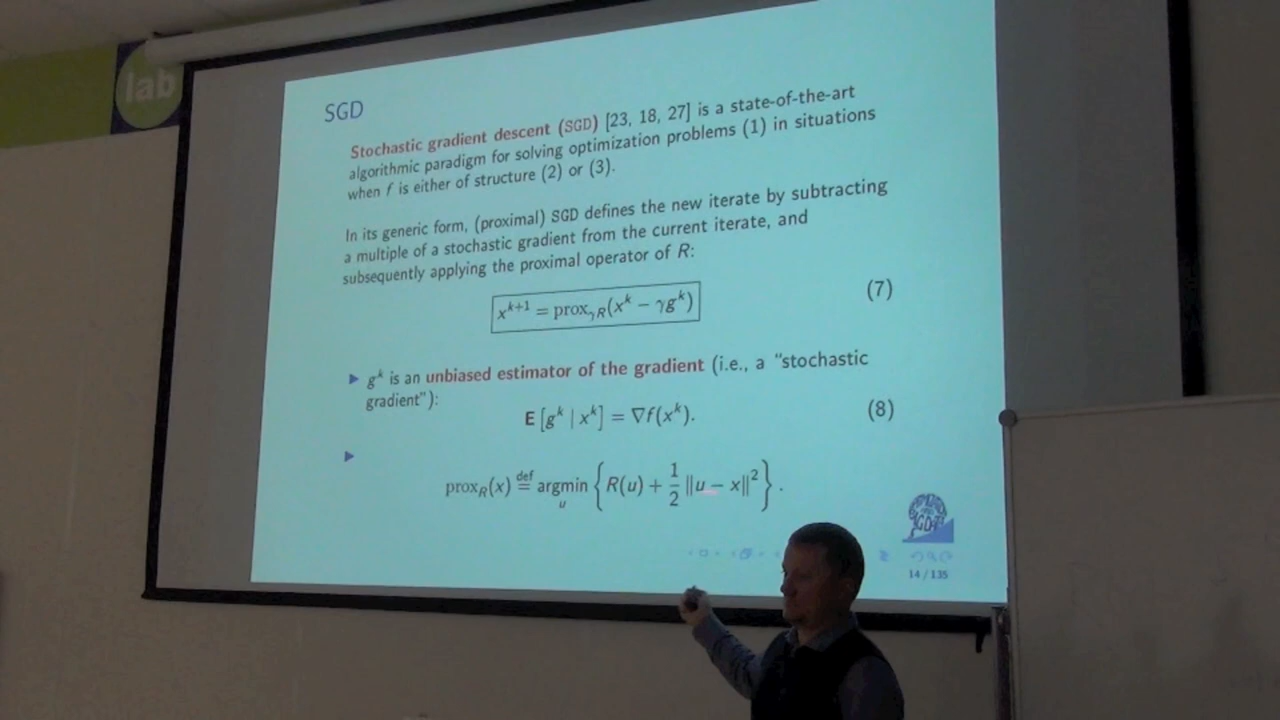 lab
SGD
Stochastic gradient descent (SGD) [23, 18, 27] is a state-of-the-art
algorithmic paradigm for solving optimization problems (1) in situations
when f is either of structure (2) or (3).
In its generic form, (proximal) SGD defines the new iterate by subtracting
a multiple of a stochastic gradient from the current iterate, and
subsequently applying the proximal operator of R:
x^{k+1} = prox_{γR}(x^k − γg^k) (7)
▶ g^k is an unbiased estimator of the gradient (i.e., a “stochastic
gradient”):
E [g^k | x^k] = ∇f(x^k). (8)
▶
prox_R(x) \stackrel{def}{=} argmin_u { R(u) + \frac{1}{2} ‖u − x‖^2 } .
SGD
14 / 135